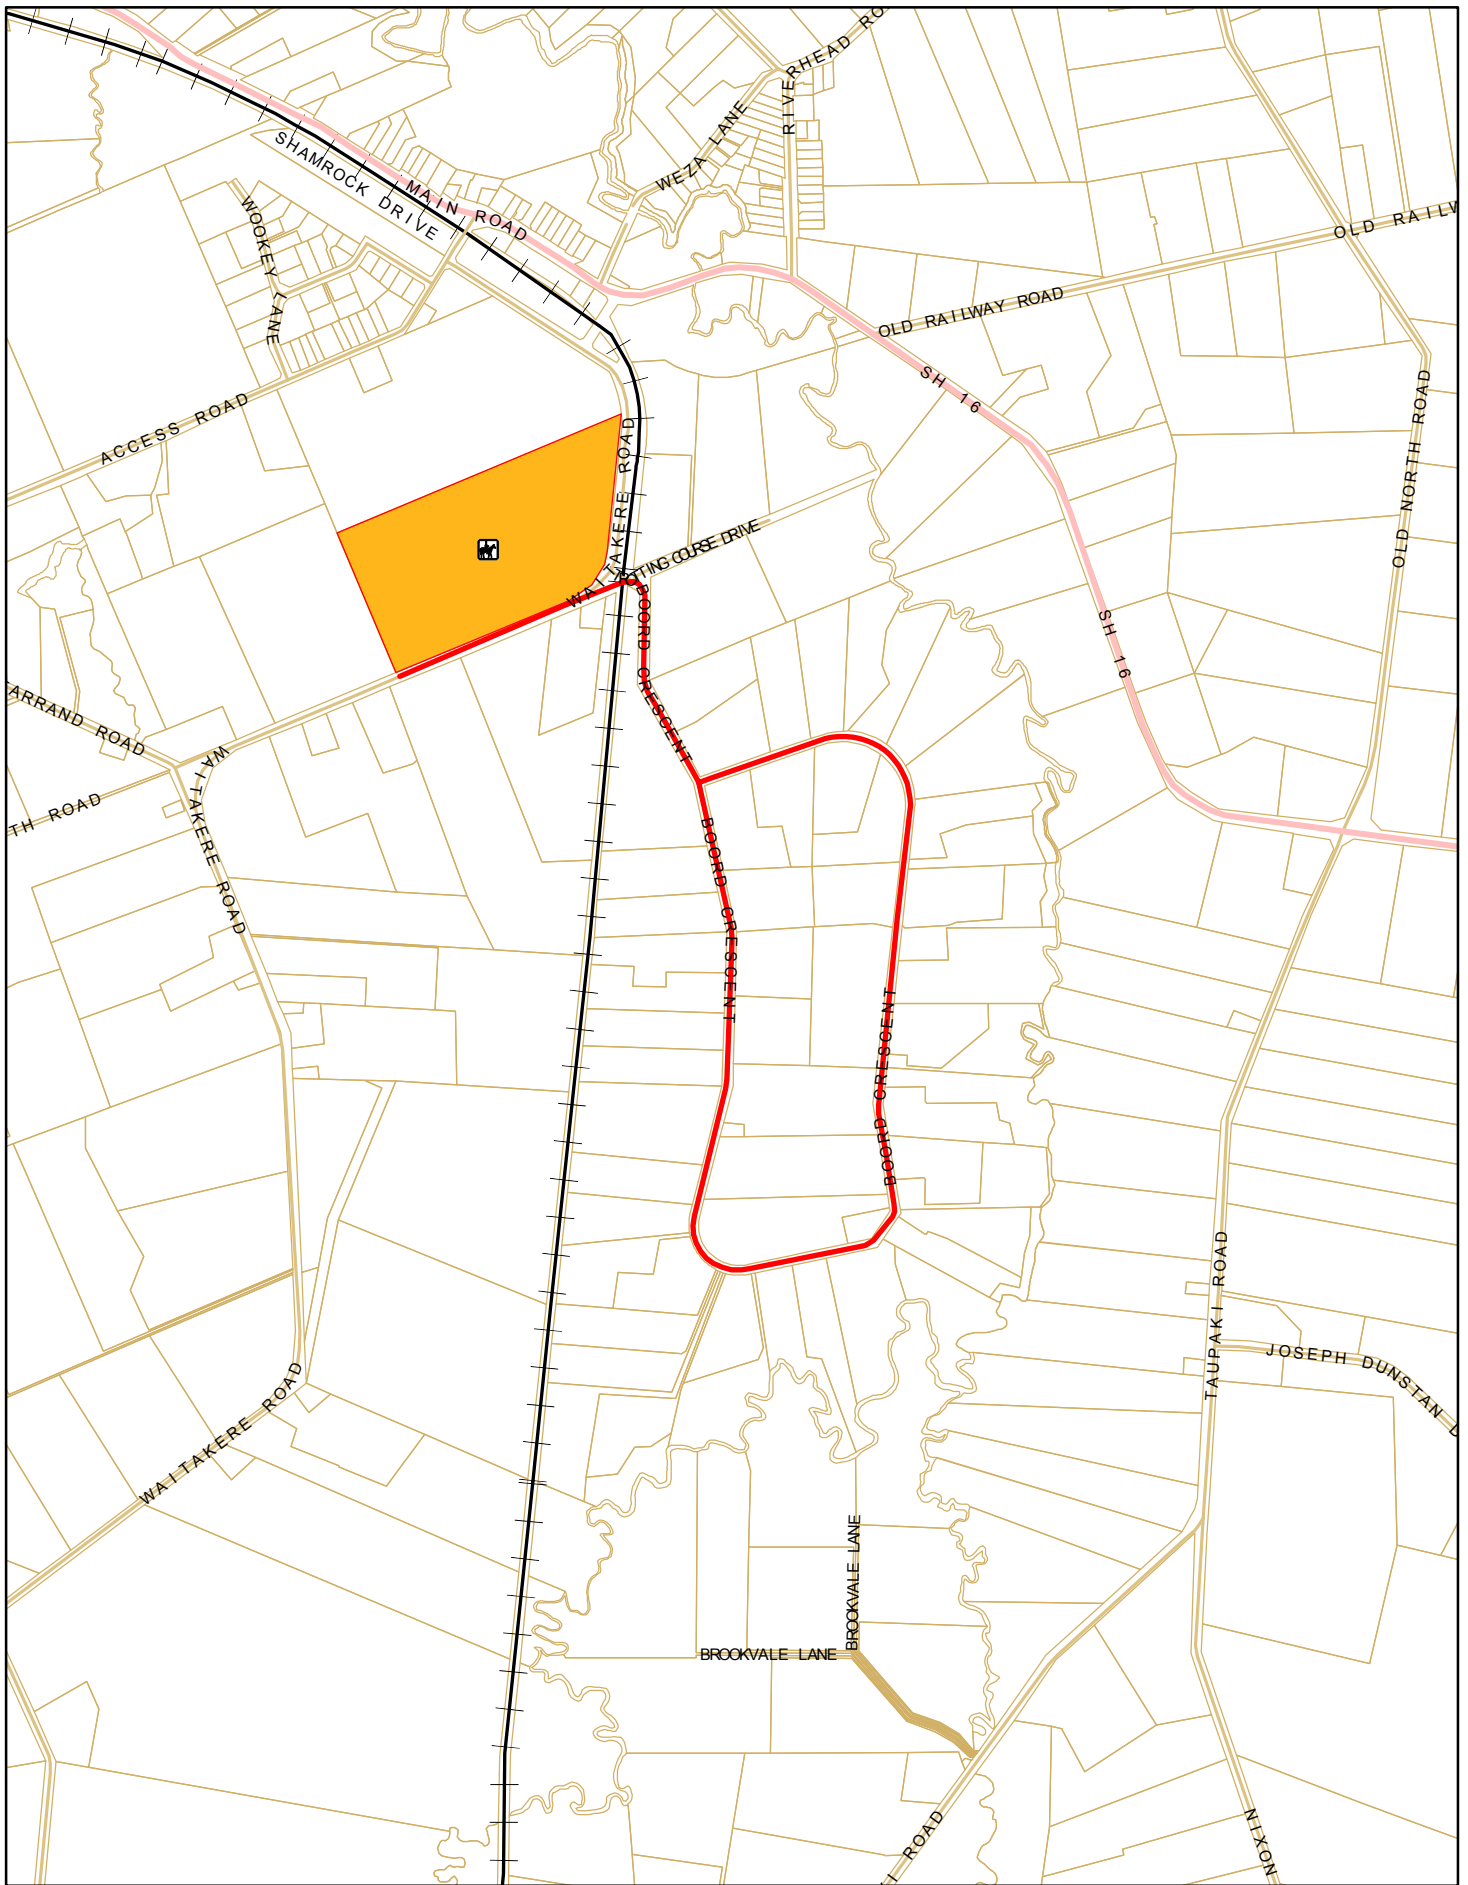 RIVERHEAD RO
WEZA LANE
SHAMROCK DRIVE
MAIN ROAD
WOOKEY LANE
OLD RAILW
OLD RAILWAY ROAD
SH 16
ACCESS ROAD
WAITAKERE ROAD
OLD NORTH ROAD
TROTTING COURSE DRIVE
BOORD CRESCENT
SH 16
ARRAND ROAD
WAITAKERE ROAD
TH ROAD
BOORD CRESCENT
BOORD CRESCENT
TAUPAKI ROAD
JOSEPH DUNSTAN D
WAITAKERE ROAD
BROOKVALE LANE
BROOKVALE LANE
I ROAD
NIXON